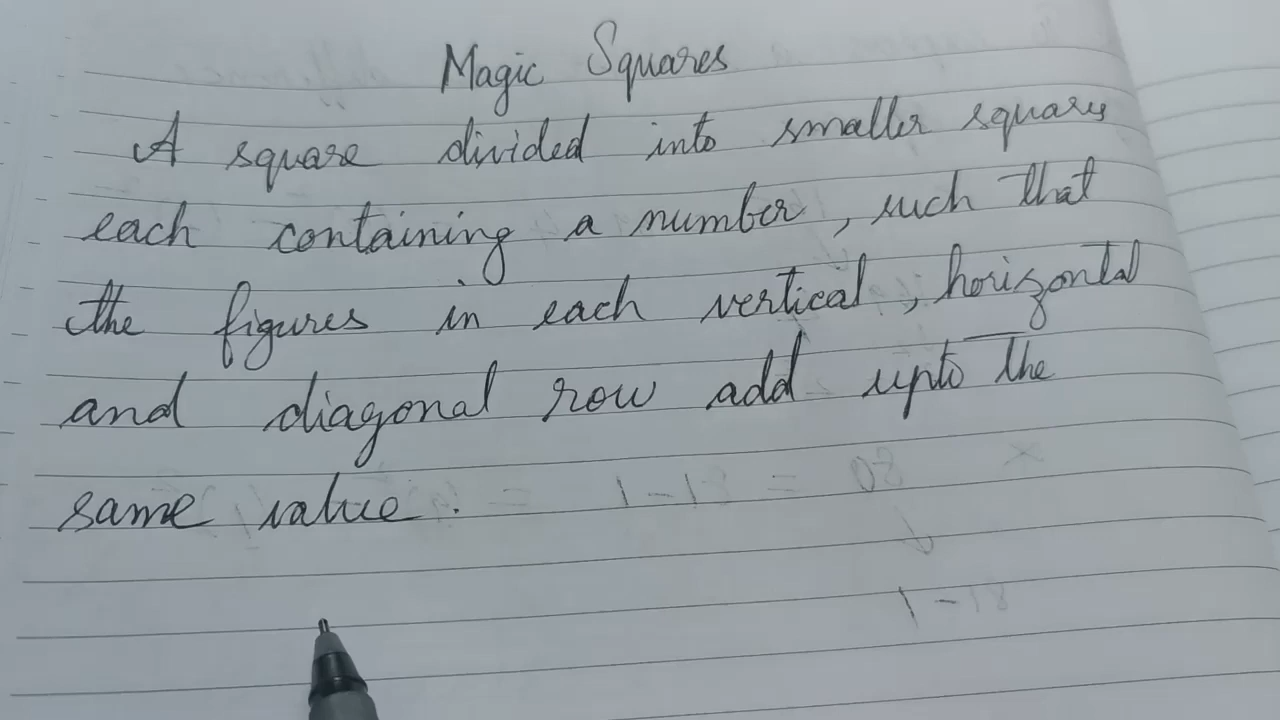 Magic Squares
A square divided into smaller squares
each containing a number, such that
the figures in each vertical, horizontal
and diagonal row add upto the
same value.